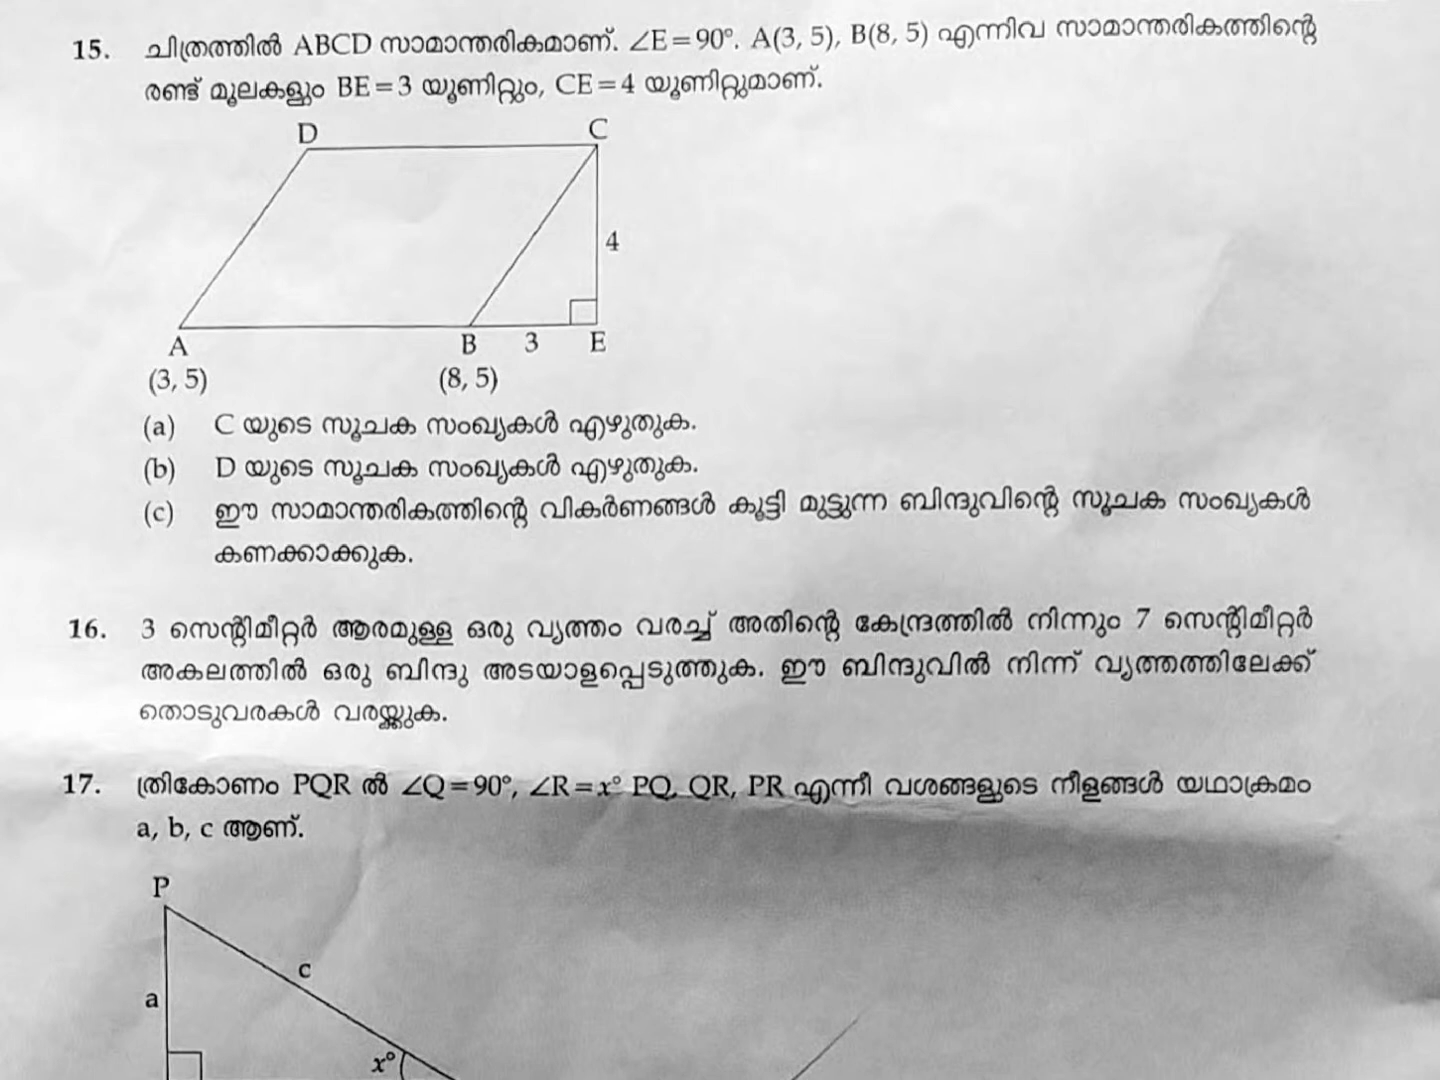 15. ചിത്രത്തിൽ ABCD സാമാന്തരികമാണ്. ∠E=90°. A(3, 5), B(8, 5) എന്നിവ സാമാന്തരികത്തിന്റെ
രണ്ട് മൂലകളും BE=3 യൂണിറ്റും, CE=4 യൂണിറ്റുമാണ്.
D C
4
A B 3 E
(3, 5) (8, 5)
(a) C യുടെ സൂചക സംഖ്യകൾ എഴുതുക.
(b) D യുടെ സൂചക സംഖ്യകൾ എഴുതുക.
(c) ഈ സാമാന്തരികത്തിന്റെ വികർണങ്ങൾ കൂട്ടി മുട്ടുന്ന ബിന്ദുവിന്റെ സൂചക സംഖ്യകൾ
കണക്കാക്കുക.
16. 3 സെന്റിമീറ്റർ ആരമുള്ള ഒരു വൃത്തം വരച്ച് അതിന്റെ കേന്ദ്രത്തിൽ നിന്നും 7 സെന്റിമീറ്റർ
അകലത്തിൽ ഒരു ബിന്ദു അടയാളപ്പെടുത്തുക. ഈ ബിന്ദുവിൽ നിന്ന് വൃത്തത്തിലേക്ക്
തൊടുവരകൾ വരയ്ക്കുക.
17. ത്രികോണം PQR ൽ ∠Q=90°, ∠R=x° PQ, QR, PR എന്നീ വശങ്ങളുടെ നീളങ്ങൾ യഥാക്രമം
a, b, c ആണ്.
P
c
a
x°